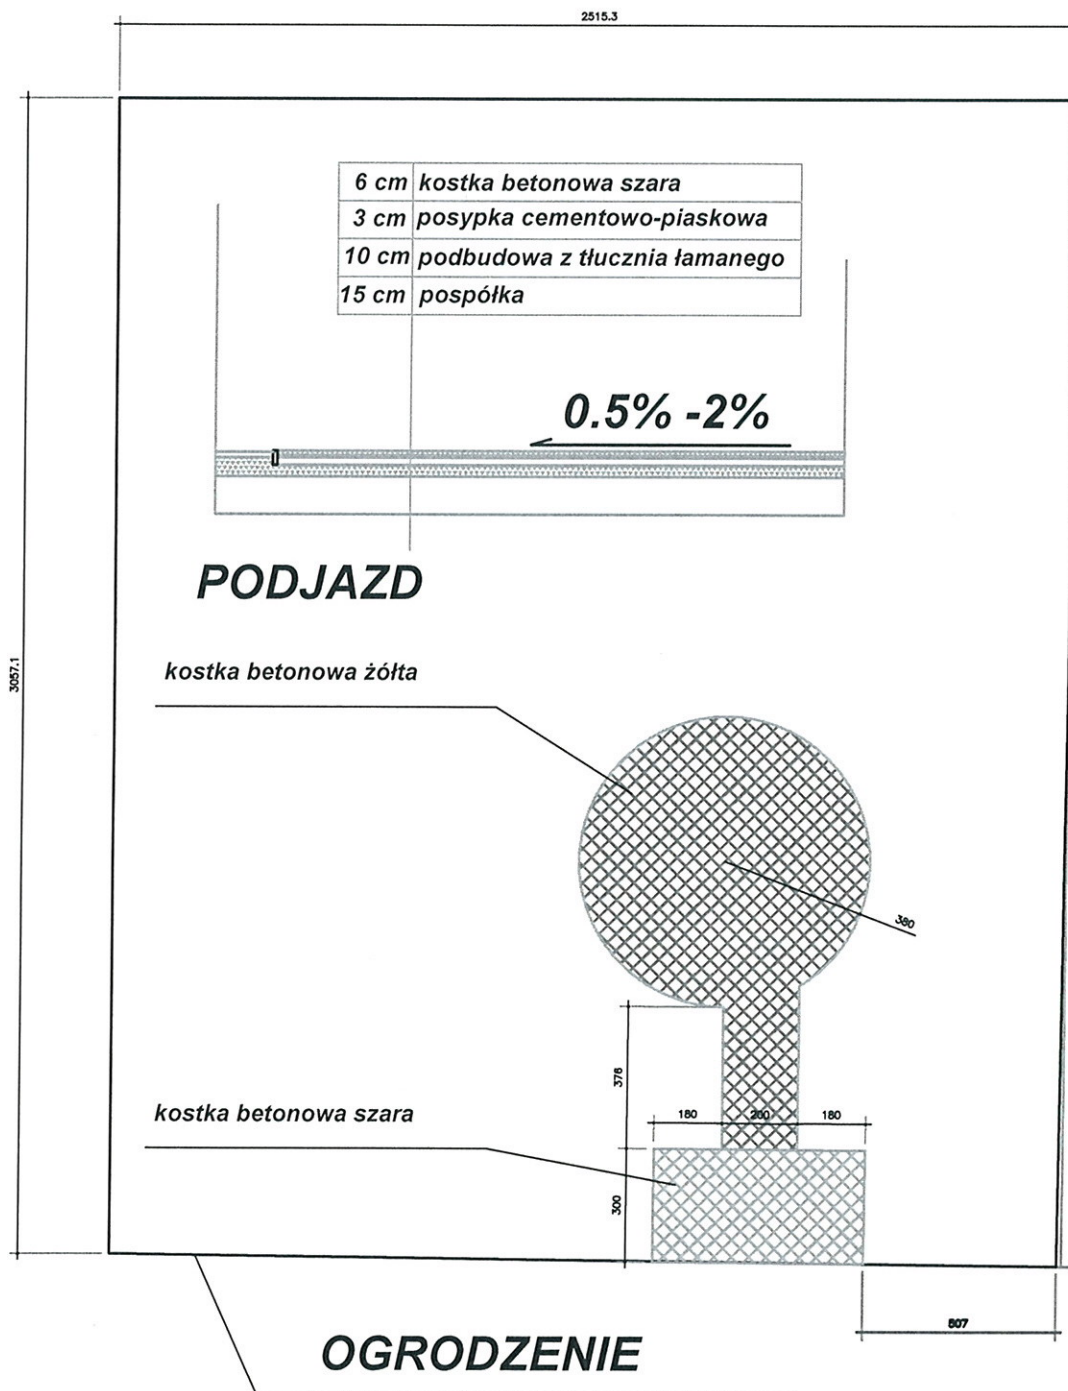 2515.3
6 cm kostka betonowa szara
3 cm posypka cementowo-piaskowa
10 cm podbudowa z tłucznia łamanego
15 cm pospółka
0.5% -2%
PODJAZD
3057.1
kostka betonowa żółta
380
376
kostka betonowa szara
180 200 180
300
507
OGRODZENIE